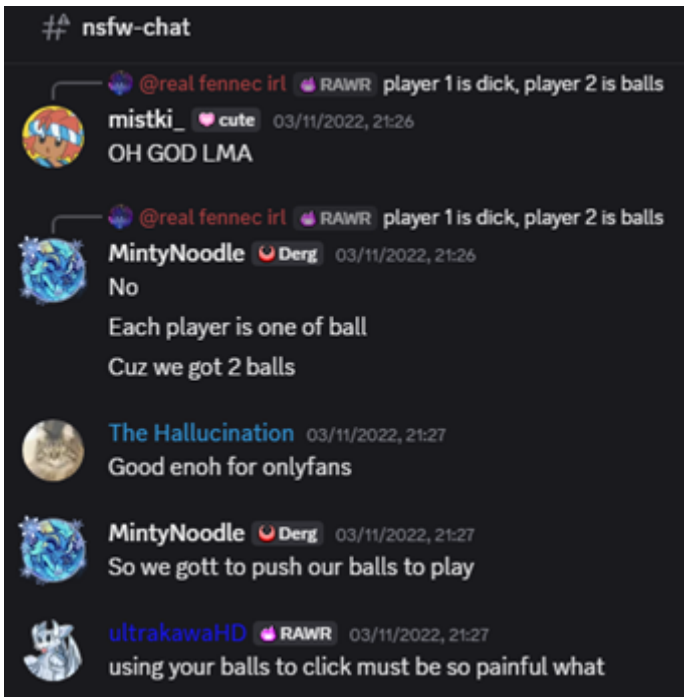 nsfw-chat
@real fennec irl RAWR player 1 is dick, player 2 is balls
mistki_ cute 03/11/2022, 21:26
OH GOD LMA
@real fennec irl RAWR player 1 is dick, player 2 is balls
MintyNoodle Derg 03/11/2022, 21:26
No
Each player is one of ball
Cuz we got 2 balls
The Hallucination 03/11/2022, 21:27
Good enoh for onlyfans
MintyNoodle Derg 03/11/2022, 21:27
So we gott to push our balls to play
ultrakawaHD RAWR 03/11/2022, 21:27
using your balls to click must be so painful what